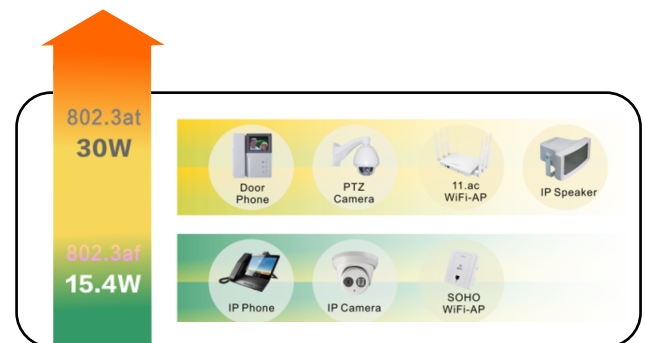 802.3at
30W
Door
Phone
PTZ
Camera
11.ac
WiFi-AP
IP Speaker
802.3af
15.4W
IP Phone
IP Camera
SOHO
WiFi-AP